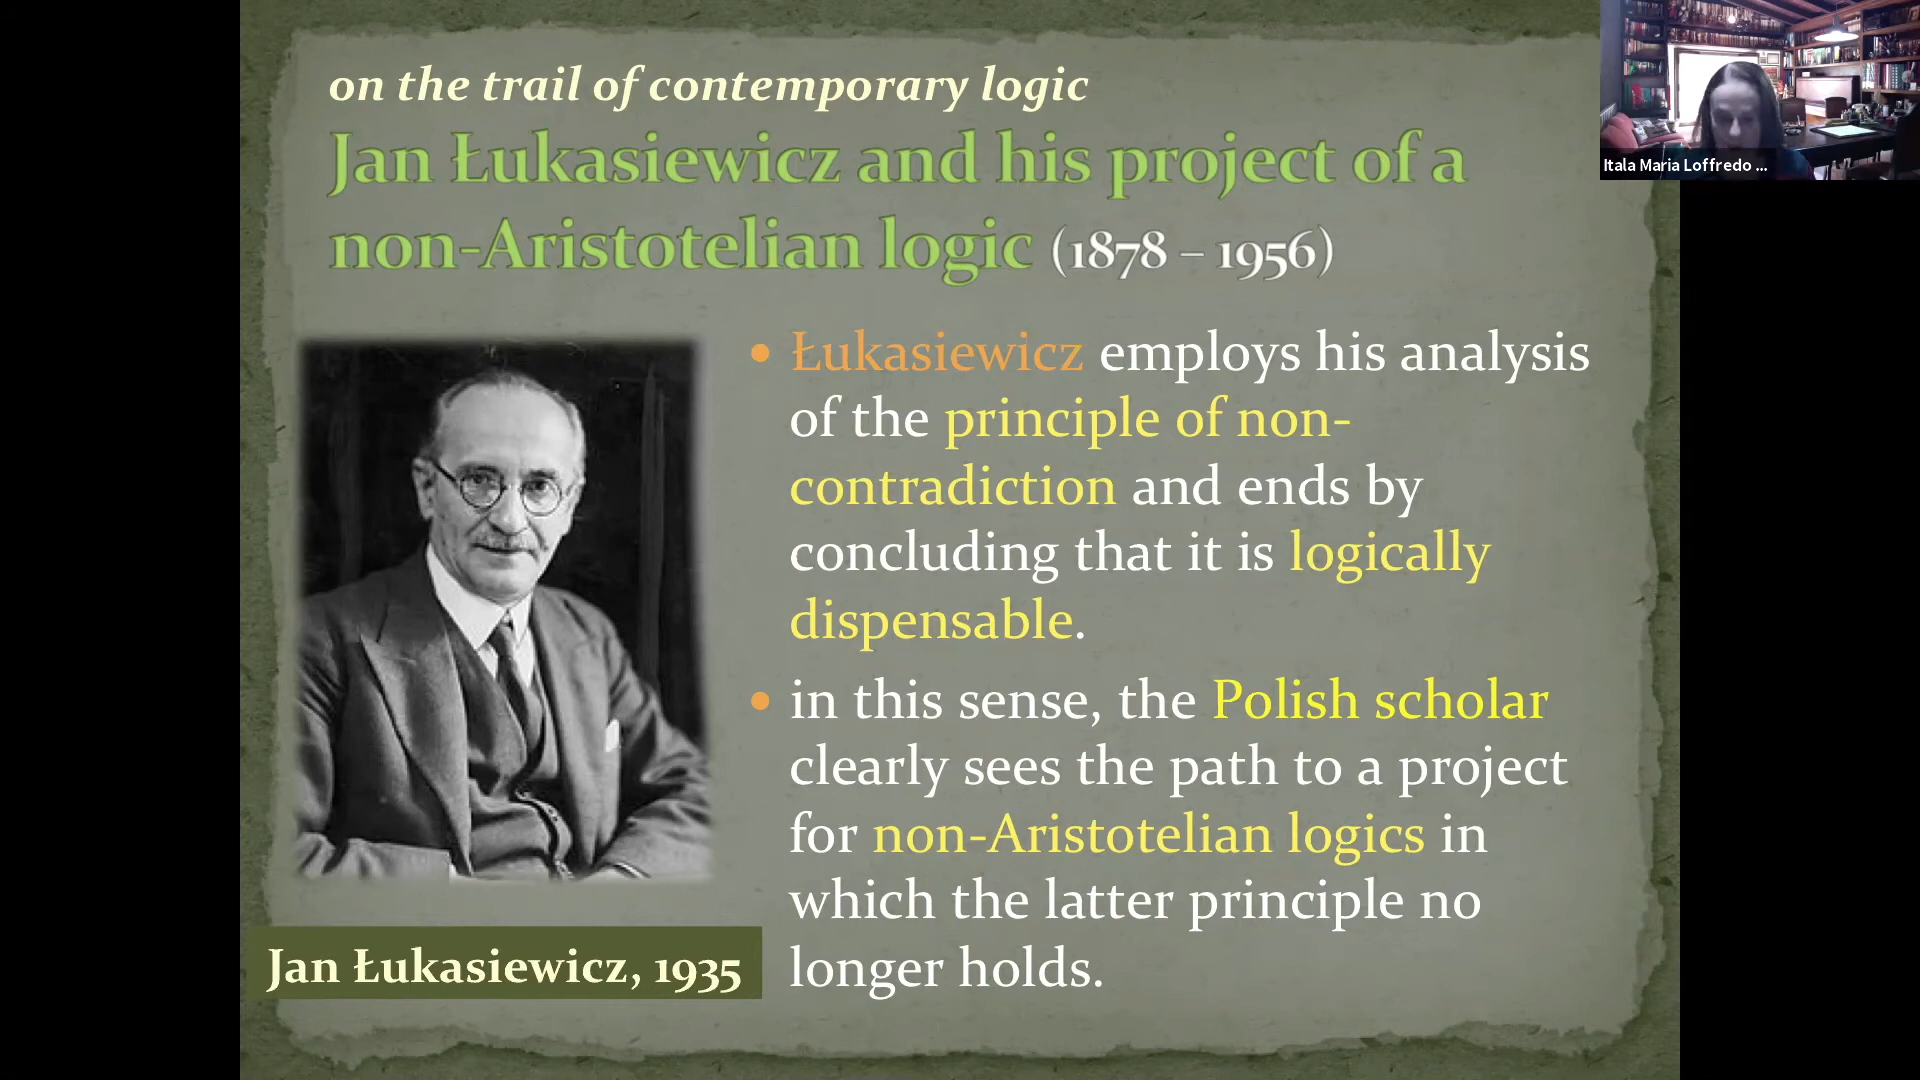 on the trail of contemporary logic
Jan Łukasiewicz and his project of a
non-Aristotelian logic (1878 – 1956)
• Łukasiewicz employs his analysis
of the principle of non-
contradiction and ends by
concluding that it is logically
dispensable.
• in this sense, the Polish scholar
clearly sees the path to a project
for non-Aristotelian logics in
which the latter principle no
longer holds.
Jan Łukasiewicz, 1935
Itala Maria Loffredo ...